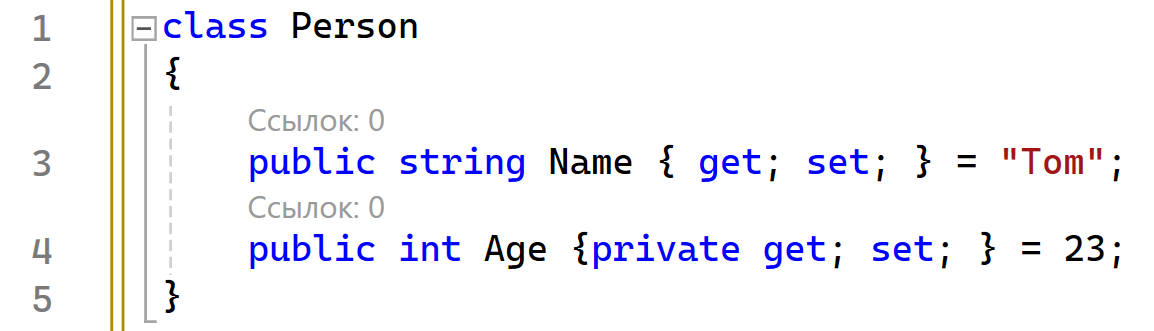 1 class Person
2 {
Ссылок: 0
3 public string Name { get; set; } = "Tom";
Ссылок: 0
4 public int Age {private get; set; } = 23;
5 }